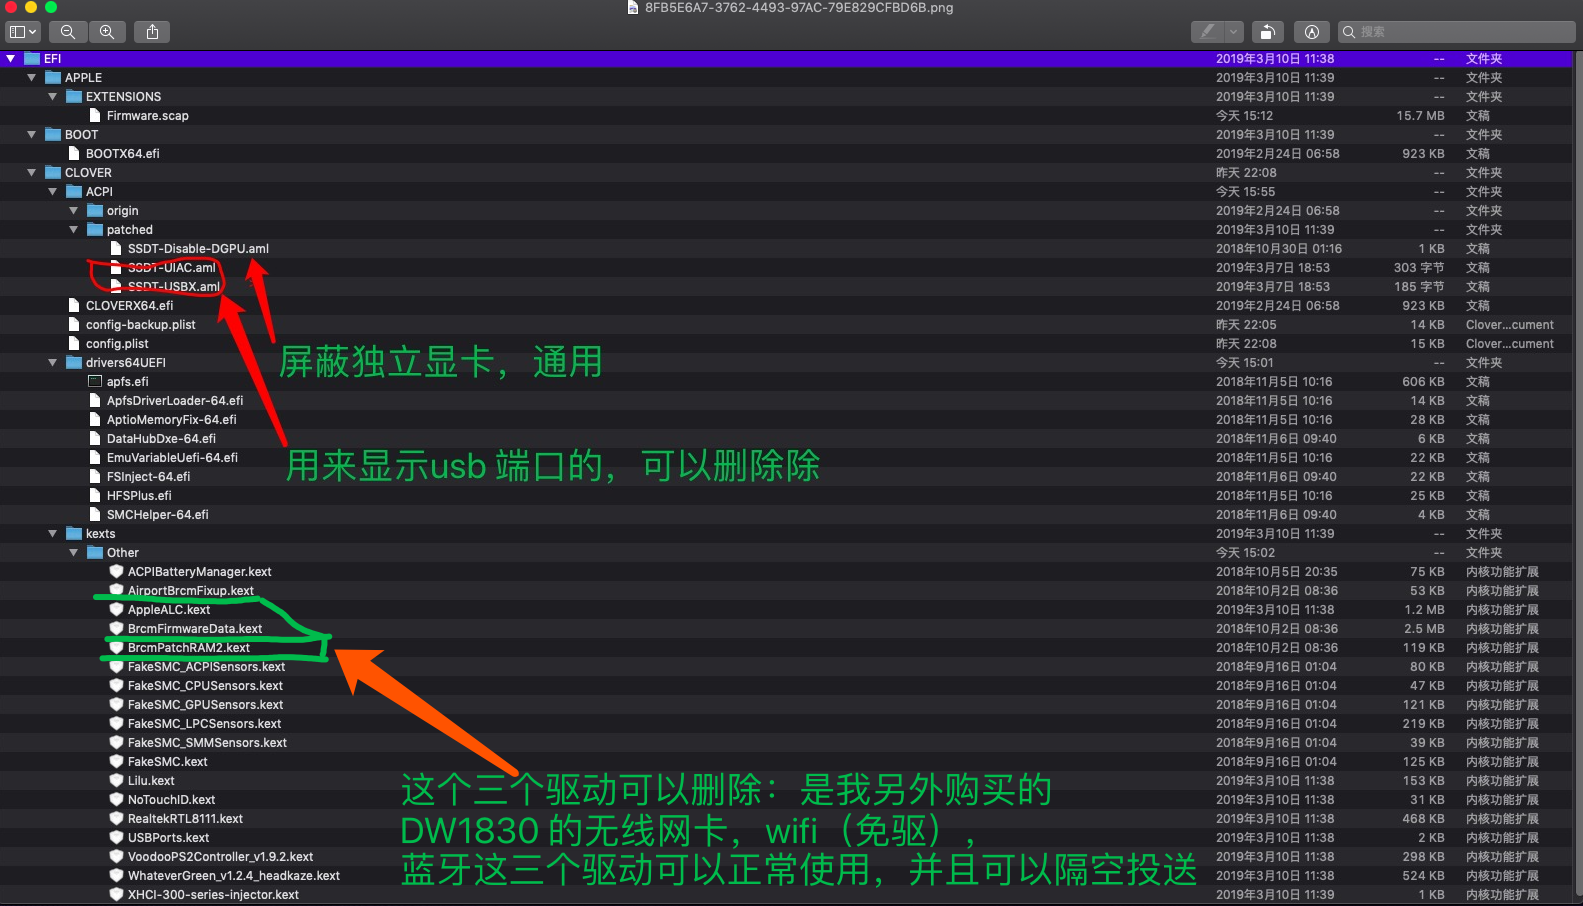 8FB5E6A7-3762-4493-97AC-79E829CFBD6B.png
搜索
EFI 2019年3月10日 11:38 -- 文件夹
APPLE 2019年3月10日 11:39 -- 文件夹
EXTENSIONS 2019年3月10日 11:39 -- 文件夹
Firmware.scap 今天 15:12 15.7 MB 文稿
BOOT 2019年3月10日 11:39 -- 文件夹
BOOTX64.efi 2019年2月24日 06:58 923 KB 文稿
CLOVER 昨天 22:08 -- 文件夹
ACPI 今天 15:55 -- 文件夹
origin 2019年2月24日 06:58 -- 文件夹
patched 2019年3月10日 11:39 -- 文件夹
SSDT-Disable-DGPU.aml 2018年10月30日 01:16 1 KB 文稿
SSDT-UIAC.aml 2019年3月7日 18:53 303 字节 文稿
SSDT-USBX.aml 2019年3月7日 18:53 185 字节 文稿
CLOVERX64.efi 2019年2月24日 06:58 923 KB 文稿
config-backup.plist 昨天 22:05 14 KB Clover...cument
config.plist 昨天 22:08 15 KB Clover...cument
屏蔽独立显卡，通用
drivers64UEFI 今天 15:01 -- 文件夹
apfs.efi 2018年11月5日 10:16 606 KB 文稿
ApfsDriverLoader-64.efi 2018年11月5日 10:16 14 KB 文稿
AptioMemoryFix-64.efi 2018年11月5日 10:16 28 KB 文稿
DataHubDxe-64.efi 2018年11月6日 09:40 6 KB 文稿
EmuVariableUefi-64.efi 2018年11月5日 10:16 22 KB 文稿
用来显示usb 端口的，可以删除除
FSInject-64.efi 2018年11月6日 09:40 22 KB 文稿
HFSPlus.efi 2018年11月5日 10:16 25 KB 文稿
SMCHelper-64.efi 2018年11月6日 09:40 4 KB 文稿
kexts 2019年3月10日 11:39 -- 文件夹
Other 今天 15:02 -- 文件夹
ACPIBatteryManager.kext 2018年10月5日 20:35 75 KB 内核功能扩展
AirportBrcmFixup.kext 2018年10月2日 08:36 53 KB 内核功能扩展
AppleALC.kext 2019年3月10日 11:38 1.2 MB 内核功能扩展
BrcmFirmwareData.kext 2018年10月2日 08:36 2.5 MB 内核功能扩展
BrcmPatchRAM2.kext 2018年10月2日 08:36 119 KB 内核功能扩展
FakeSMC_ACPISensors.kext 2018年9月16日 01:04 80 KB 内核功能扩展
FakeSMC_CPUSensors.kext 2018年9月16日 01:04 47 KB 内核功能扩展
FakeSMC_GPUSensors.kext 2018年9月16日 01:04 121 KB 内核功能扩展
FakeSMC_LPCSensors.kext 2018年9月16日 01:04 219 KB 内核功能扩展
FakeSMC_SMMSensors.kext 2018年9月16日 01:04 39 KB 内核功能扩展
FakeSMC.kext 2018年9月16日 01:04 125 KB 内核功能扩展
Lilu.kext 2019年3月10日 11:38 153 KB 内核功能扩展
这个三个驱动可以删除：是我另外购买的
NoTouchID.kext 2019年3月10日 11:38 31 KB 内核功能扩展
RealtekRTL8111.kext 2019年3月10日 11:38 468 KB 内核功能扩展
DW1830 的无线网卡，wifi（免驱），
USBPorts.kext 2019年3月10日 11:38 2 KB 内核功能扩展
VoodooPS2Controller_v1.9.2.kext 2019年3月10日 11:38 298 KB 内核功能扩展
蓝牙这三个驱动可以正常使用，并且可以隔空投送
WhateverGreen_v1.2.4_headkaze.kext 2019年3月10日 11:38 524 KB 内核功能扩展
XHCI-300-series-injector.kext 2019年3月10日 11:39 1 KB 内核功能扩展